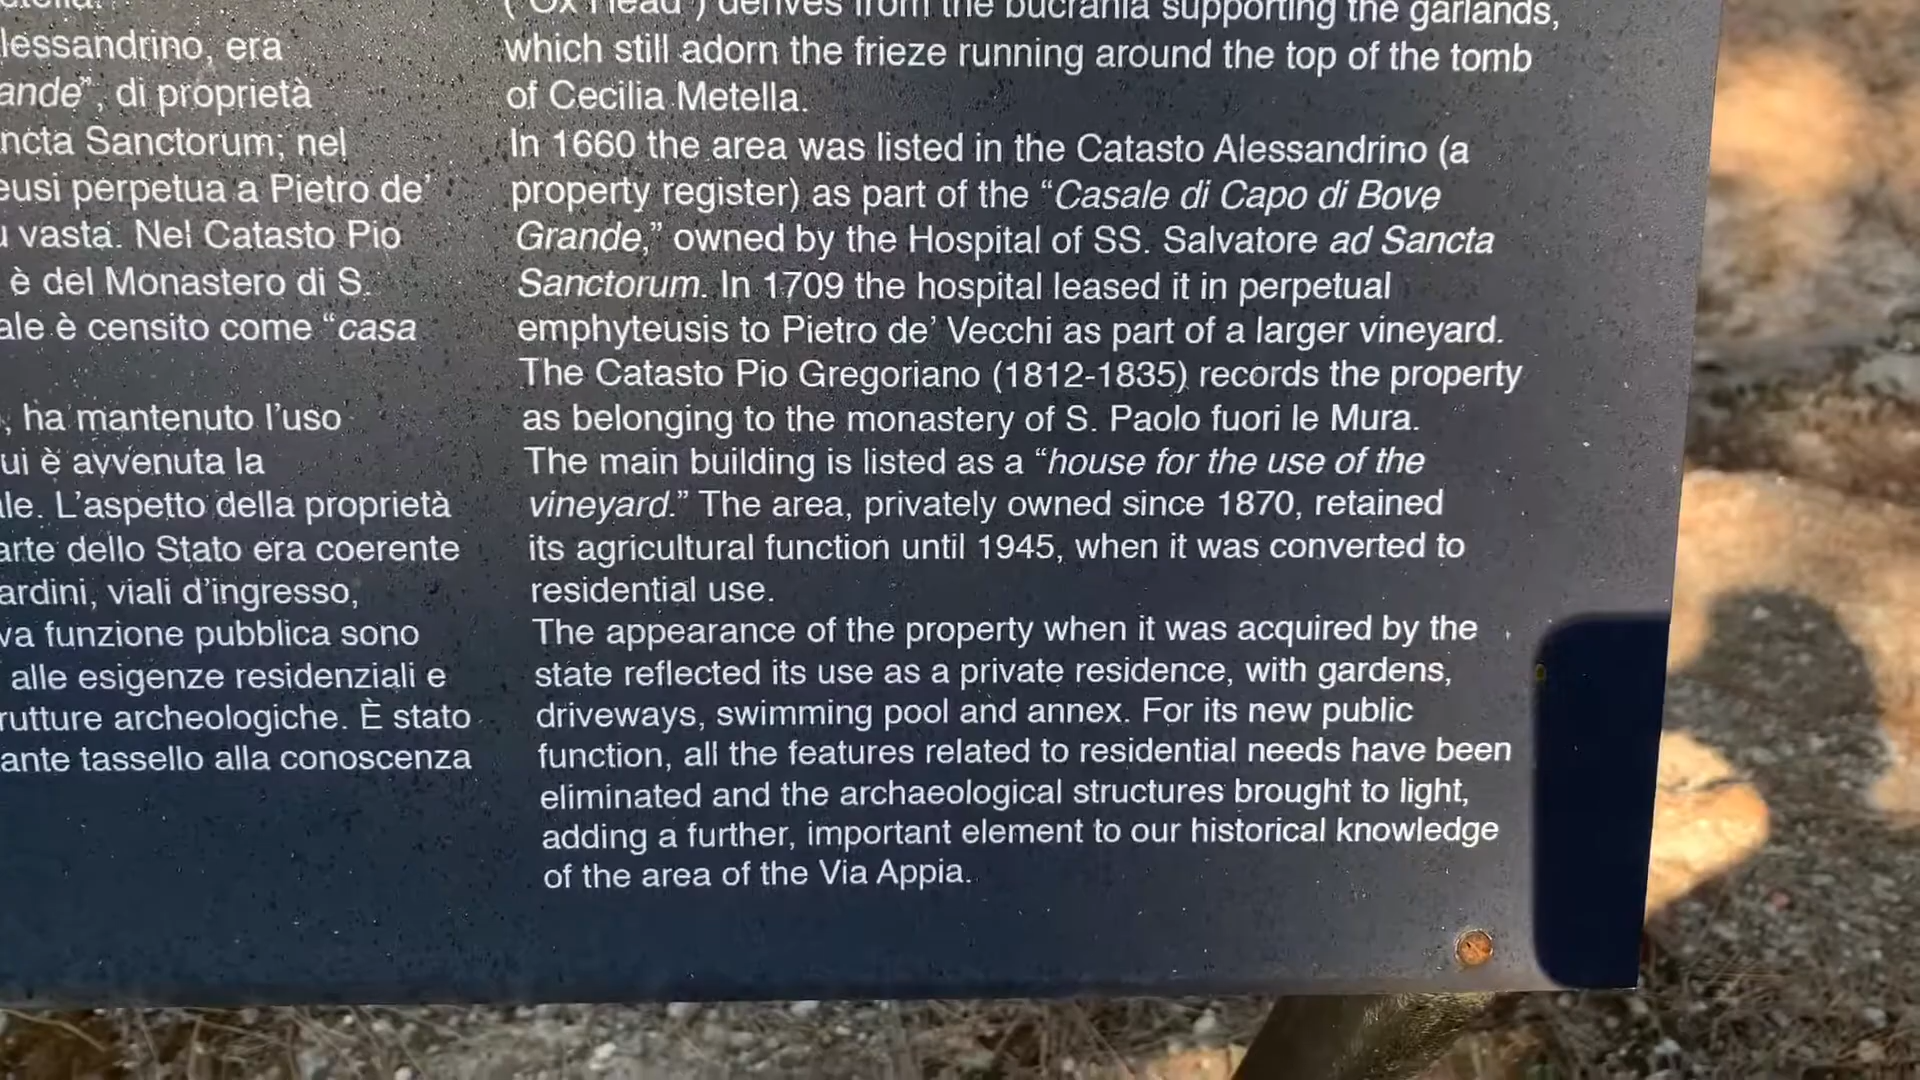 lessandrino, era
ande”, di proprietà
ncta Sanctorum; nel
eusi perpetua a Pietro de’
vasta. Nel Catasto Pio
è del Monastero di S.
ale è censito come “casa
ha mantenuto l’uso
ui è avvenuta la
le. L’aspetto della proprietà
arte dello Stato era coerente
ardini, viali d’ingresso,
va funzione pubblica sono
alle esigenze residenziali e
rutture archeologiche. È stato
ante tassello alla conoscenza
(“Ox Head”) derives from the bucrania supporting the garlands,
which still adorn the frieze running around the top of the tomb
of Cecilia Metella.
In 1660 the area was listed in the Catasto Alessandrino (a
property register) as part of the “Casale di Capo di Bove
Grande,” owned by the Hospital of SS. Salvatore ad Sancta
Sanctorum. In 1709 the hospital leased it in perpetual
emphyteusis to Pietro de’ Vecchi as part of a larger vineyard.
The Catasto Pio Gregoriano (1812-1835) records the property
as belonging to the monastery of S. Paolo fuori le Mura.
The main building is listed as a “house for the use of the
vineyard.” The area, privately owned since 1870, retained
its agricultural function until 1945, when it was converted to
residential use.
The appearance of the property when it was acquired by the
state reflected its use as a private residence, with gardens,
driveways, swimming pool and annex. For its new public
function, all the features related to residential needs have been
eliminated and the archaeological structures brought to light,
adding a further, important element to our historical knowledge
of the area of the Via Appia.